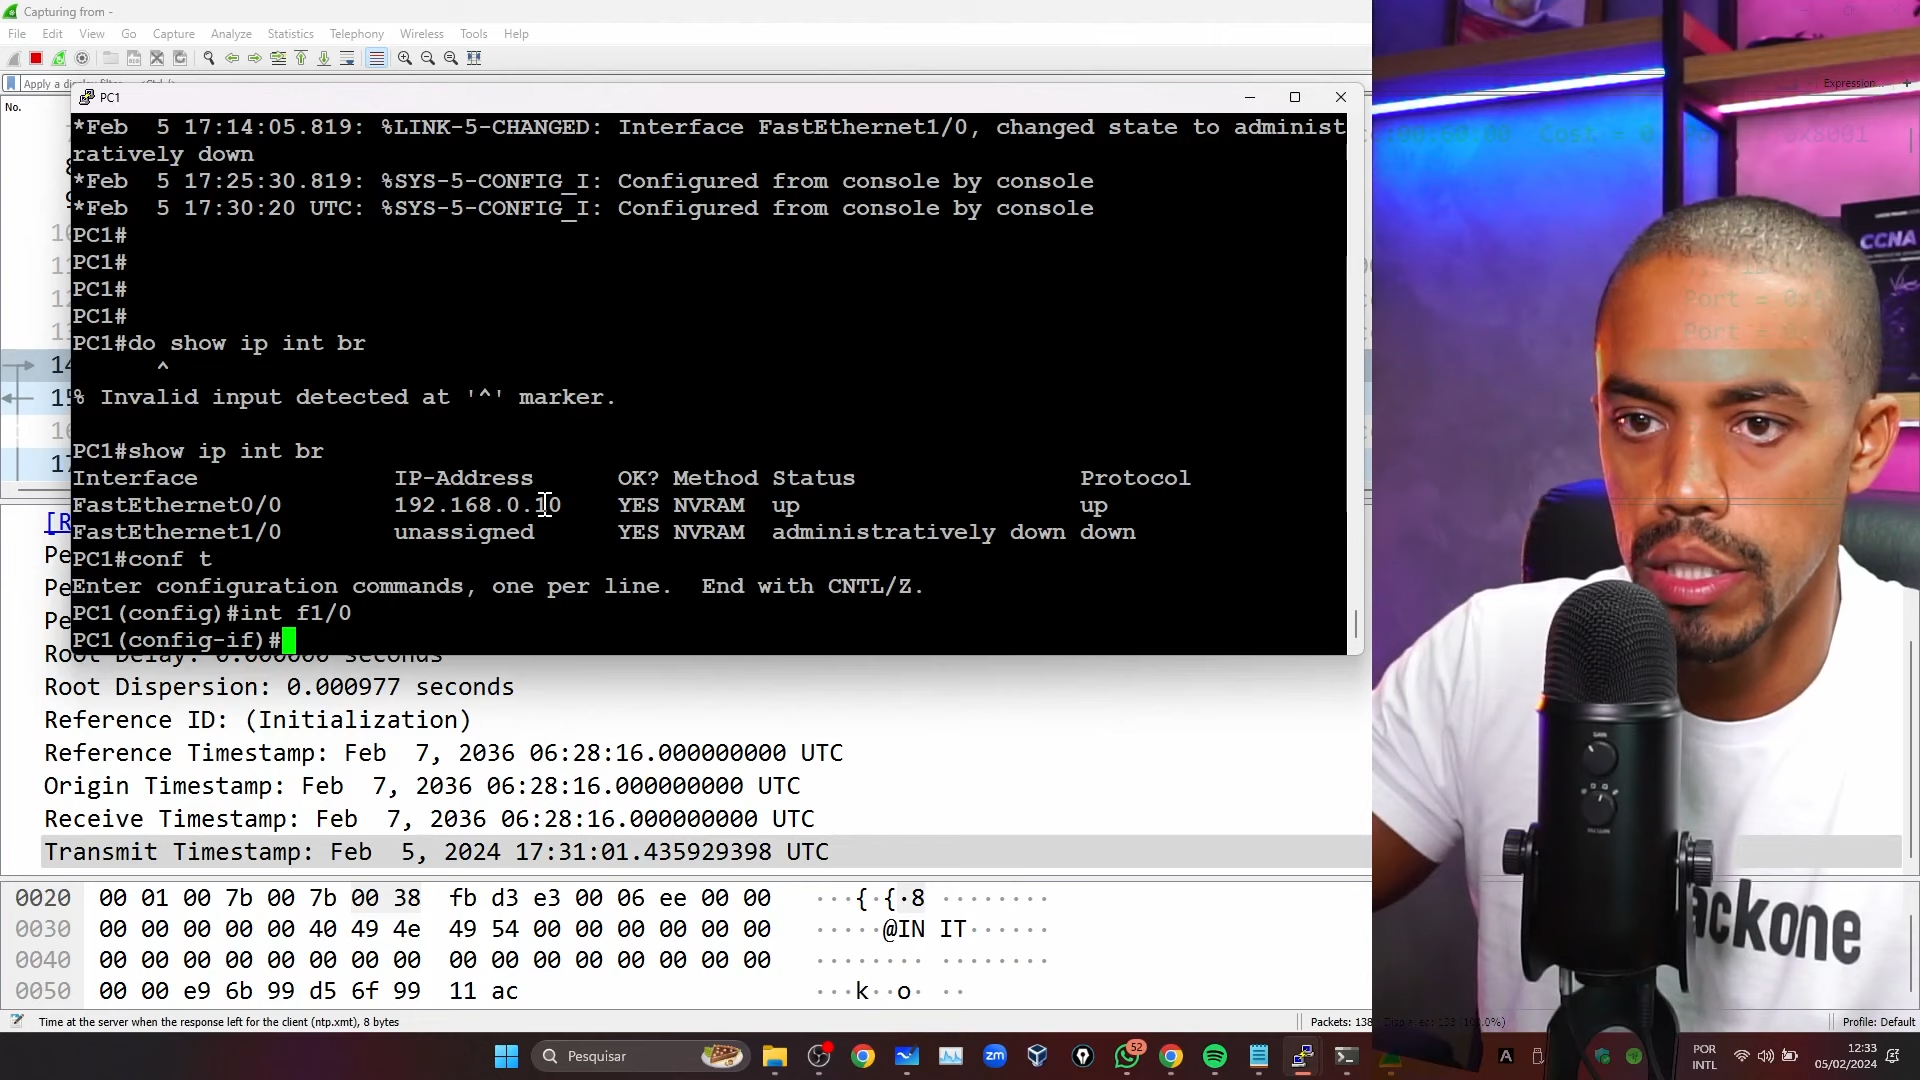 Capturing from -
File Edit View Go Capture Analyze Statistics Telephony Wireless Tools Help
Apply a d
Expression...
+
No.
PC1
*Feb  5 17:14:05.819: %LINK-5-CHANGED: Interface FastEthernet1/0, changed state to administ
ratively down
*Feb  5 17:25:30.819: %SYS-5-CONFIG_I: Configured from console by console
*Feb  5 17:30:20 UTC: %SYS-5-CONFIG_I: Configured from console by console
PC1#
PC1#
PC1#
PC1#
PC1#do show ip int br
^
% Invalid input detected at '^' marker.
PC1#show ip int br
Interface IP-Address OK? Method Status Protocol
FastEthernet0/0 192.168.0.10 YES NVRAM up up
FastEthernet1/0 unassigned YES NVRAM administratively down down
PC1#conf t
Enter configuration commands, one per line.  End with CNTL/Z.
PC1(config)#int f1/0
PC1(config-if)#
Root Delay: 0.000000 seconds
Root Dispersion: 0.000977 seconds
Reference ID: (Initialization)
Reference Timestamp: Feb  7, 2036 06:28:16.000000000 UTC
Origin Timestamp: Feb  7, 2036 06:28:16.000000000 UTC
Receive Timestamp: Feb  7, 2036 06:28:16.000000000 UTC
Transmit Timestamp: Feb  5, 2024 17:31:01.435929398 UTC
0020 00 01 00 7b 00 7b 00 38 fb d3 e3 00 06 ee 00 00 ···{·{·8 ········
0030 00 00 00 00 00 40 49 4e 49 54 00 00 00 00 00 00 ·····@IN IT······
0040 00 00 00 00 00 00 00 00 00 00 00 00 00 00 00 00 ········ ········
0050 00 00 e9 6b 99 d5 6f 99 11 ac ···k··o· ··
Time at the server when the response left for the client (ntp.xmt), 8 bytes
Packets: 138
Profile: Default
CCNA
GAIN
ackone
Pesquisar
52
POR
INTL
12:33
05/02/2024